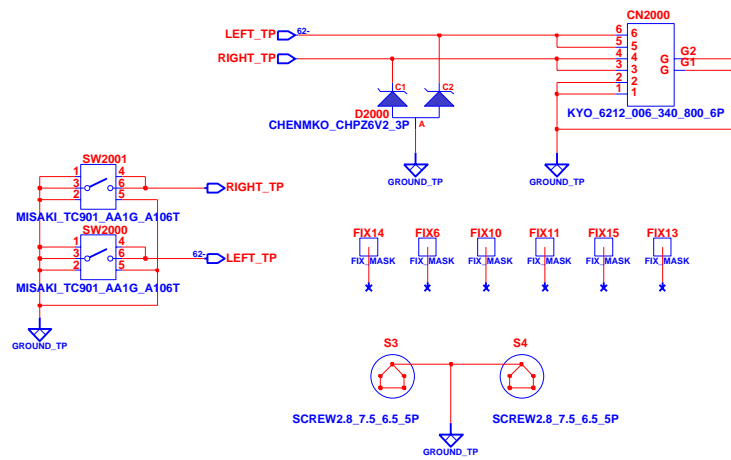 CN2000
LEFT_TP
62-
6 6
5 5
RIGHT_TP
4 4
3 3
2 2
1 1
G G2
G G1
C1
C2
D2000
A
CHENMKO_CHPZ6V2_3P
KYO_6212_006_340_800_6P
GROUND_TP
GROUND_TP
SW2001
1 4
3 6
2 5
RIGHT_TP
MISAKI_TC901_AA1G_A106T
SW2000
1 4
3 6
2 5
62-
LEFT_TP
MISAKI_TC901_AA1G_A106T
GROUND_TP
FIX14 FIX6 FIX10 FIX11 FIX15 FIX13
FIX_MASK FIX_MASK FIX_MASK FIX_MASK FIX_MASK FIX_MASK
S3 S4
SCREW2.8_7.5_6.5_5P SCREW2.8_7.5_6.5_5P
GROUND_TP